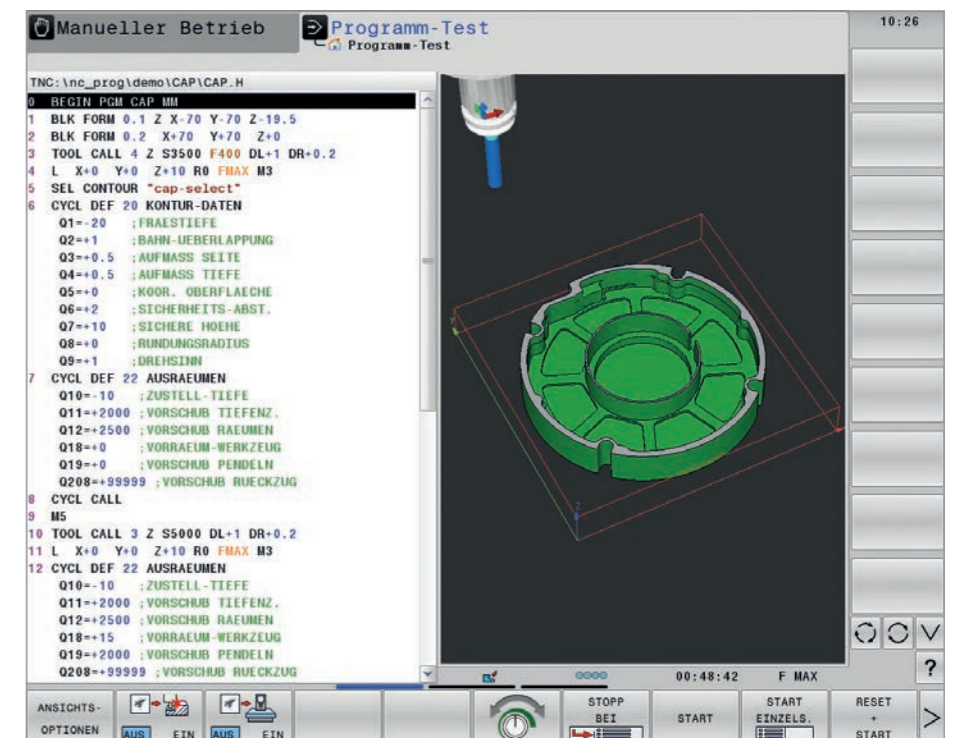 Manueller Betrieb
Programm-Test
Programm-Test
10:26
TNC:\nc_prog\demo\CAP\CAP.H
0 BEGIN PGM CAP MM
1 BLK FORM 0.1 Z X-70 Y-70 Z-19.5
2 BLK FORM 0.2 X+70 Y+70 Z+0
3 TOOL CALL 4 Z S3500 F400 DL+1 DR+0.2
4 L X+0 Y+0 Z+10 R0 FMAX M3
5 SEL CONTOUR "cap-select"
6 CYCL DEF 20 KONTUR-DATEN
Q1=-20 ;FRAESTIEFE
Q2=+1 ;BAHN-UEBERLAPPUNG
Q3=+0.5 ;AUFMASS SEITE
Q4=+0.5 ;AUFMASS TIEFE
Q5=+0 ;KOOR. OBERFLAECHE
Q6=+2 ;SICHERHEITS-ABST.
Q7=+10 ;SICHERE HOEHE
Q8=+0 ;RUNDUNGSRADIUS
Q9=+1 ;DREHSINN
7 CYCL DEF 22 AUSRAEUMEN
Q10=-10 ;ZUSTELL-TIEFE
Q11=+2000 ;VORSCHUB TIEFENZ.
Q12=+2500 ;VORSCHUB RAEUMEN
Q18=+0 ;VORRAEUM-WERKZEUG
Q19=+0 ;VORSCHUB PENDELN
Q208=+99999 ;VORSCHUB RUECKZUG
8 CYCL CALL
9 M5
10 TOOL CALL 3 Z S5000 DL+1 DR+0.2
11 L X+0 Y+0 Z+10 R0 FMAX M3
12 CYCL DEF 22 AUSRAEUMEN
Q10=-10 ;ZUSTELL-TIEFE
Q11=+2000 ;VORSCHUB TIEFENZ.
Q12=+2500 ;VORSCHUB RAEUMEN
Q18=+15 ;VORRAEUM-WERKZEUG
Q19=+2000 ;VORSCHUB PENDELN
Q208=+99999 ;VORSCHUB RUECKZUG
Y
Z
00:48:42 F MAX
?
ANSICHTS-
OPTIONEN
AUS EIN
AUS EIN
STOPP
BEI
START
START
EINZELS.
RESET
+
START